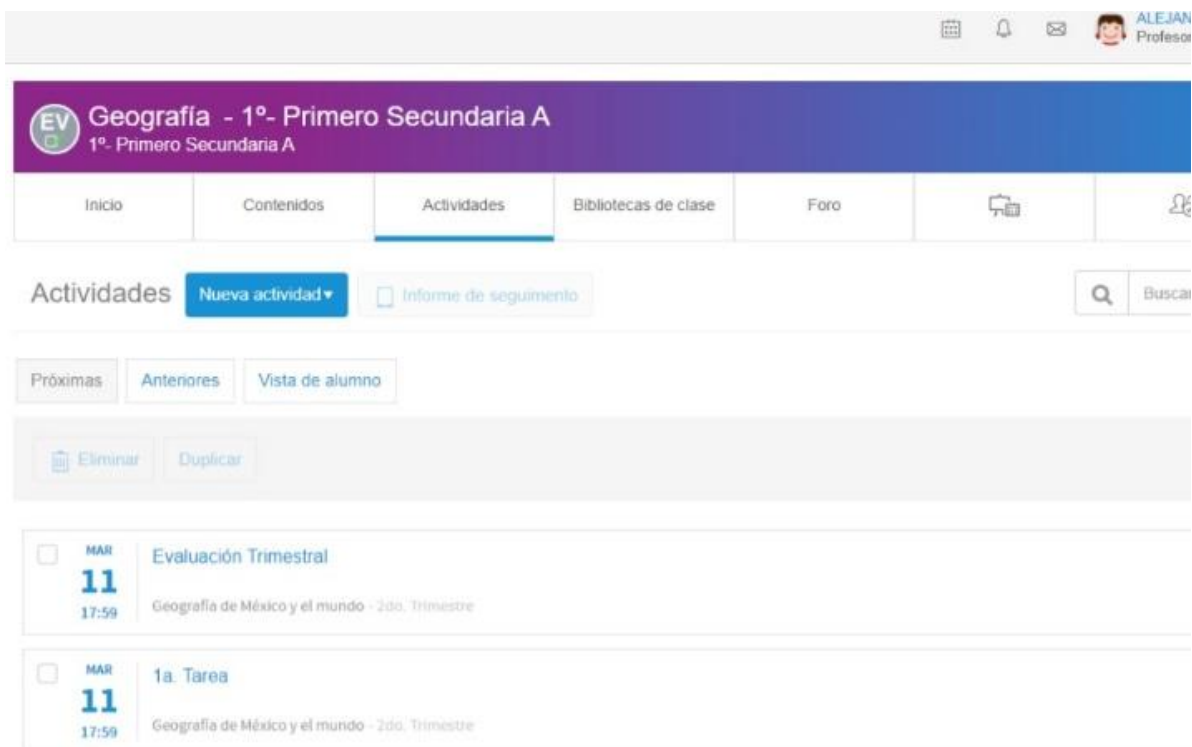 ALEJAN
Profesor
EV
Geografía - 1º- Primero Secundaria A
1º- Primero Secundaria A
Inicio Contenidos Actividades Bibliotecas de clase Foro
Actividades Nueva actividad▾ Informe de seguimento Buscar
Próximas Anteriores Vista de alumno
Eliminar Duplicar
MAR
11
17:59
Evaluación Trimestral
Geografía de México y el mundo - 2do. Trimestre
MAR
11
17:59
1a. Tarea
Geografía de México y el mundo - 2do. Trimestre